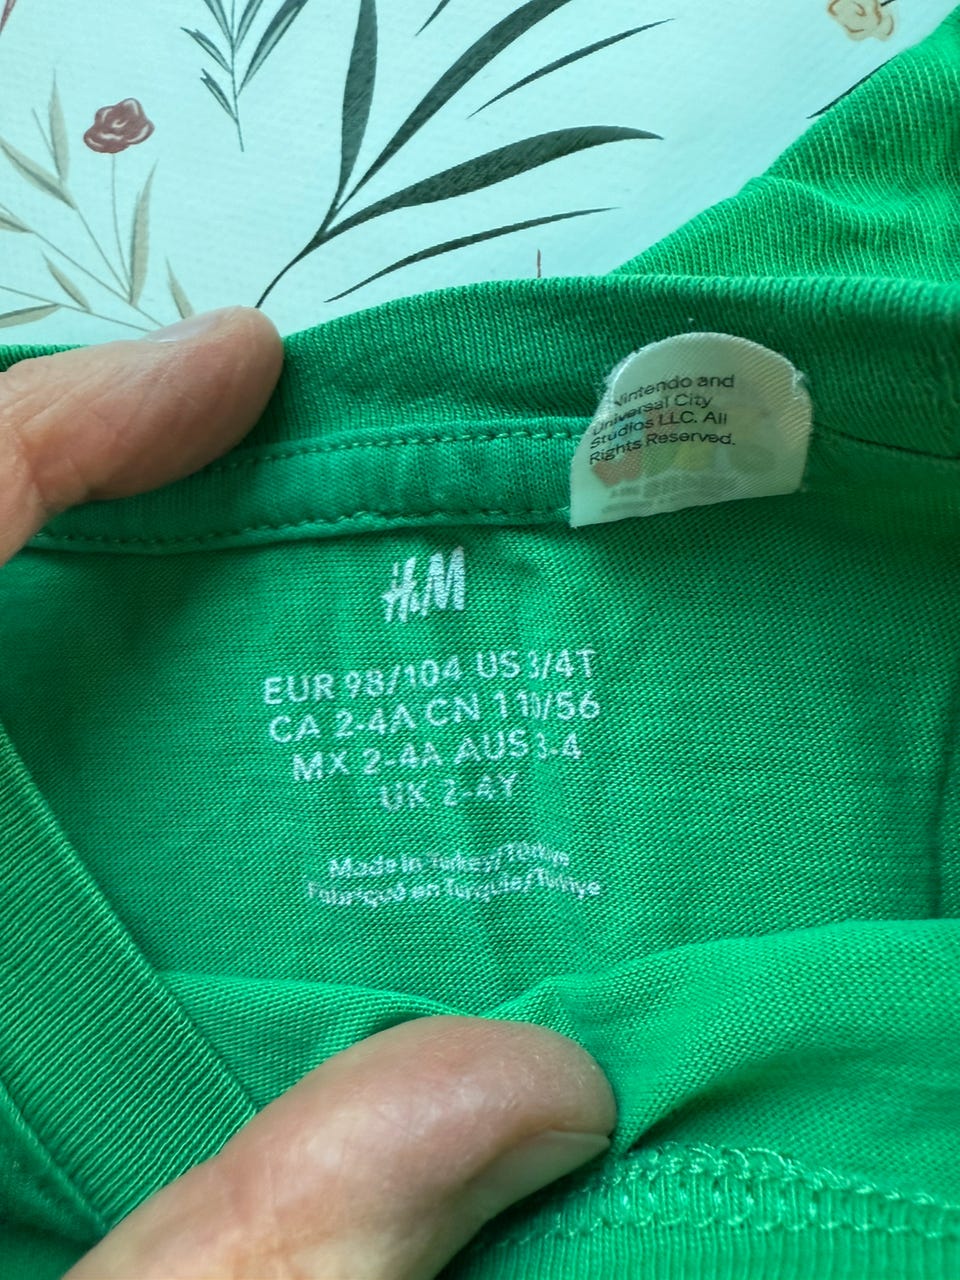 Nintendo and
Universal City
Studios LLC. All
Rights Reserved.
H&M
EUR 98/104 US 3/4T
CA 2-4A CN 110/56
MX 2-4A AUS 3-4
UK 2-4Y
Made in Turkey/Türkiye
Fabriqué en Turquie/Türkiye